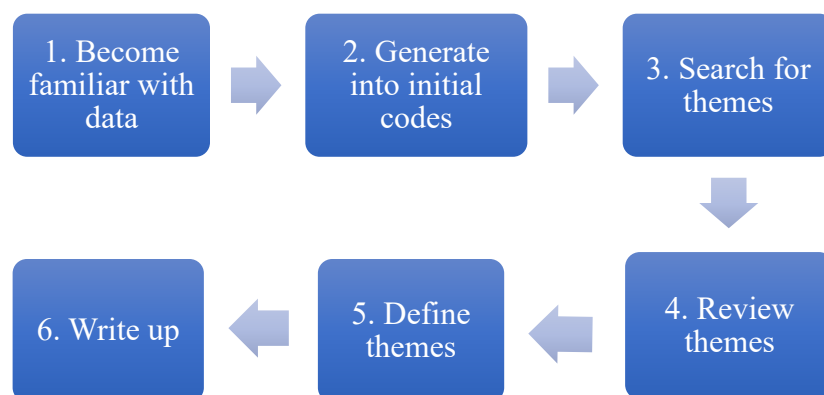 1. Become
familiar with
data
2. Generate
into initial
codes
3. Search for
themes
4. Review
themes
5. Define
themes
6. Write up